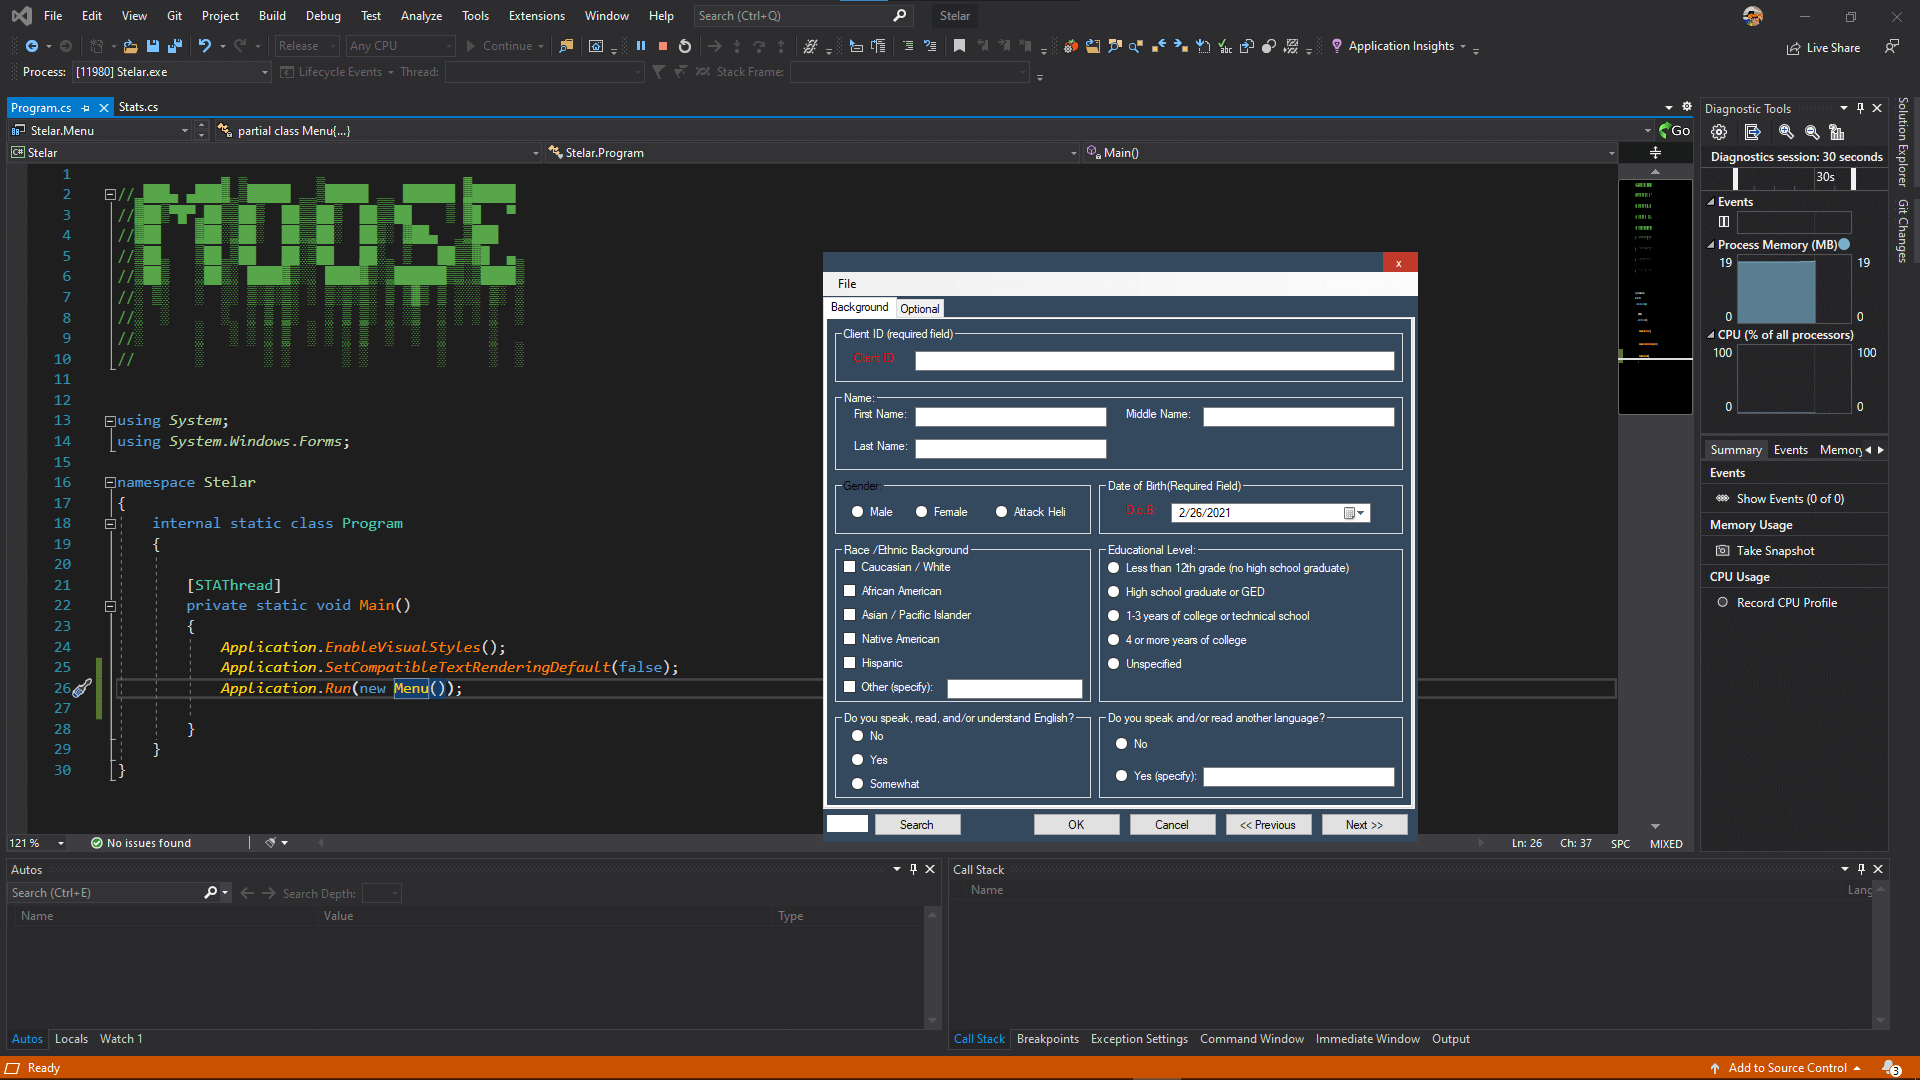 File Edit View Git Project Build Debug Test Analyze Tools Extensions Window Help Search (Ctrl+Q) Stelar
Release Any CPU Continue Application Insights Live Share
Process: [11980] Stelar.exe Lifecycle Events Thread: Stack Frame:
Program.cs Stats.cs
Stelar.Menu partial class Menu{...} Go
C# Stelar Stelar.Program Main()
1
2 //
3 //
4 //
5 //
6 //
7 //
8 //
9 //
10 //
11
12
13 using System;
14 using System.Windows.Forms;
15
16 namespace Stelar
17 {
18 internal static class Program
19 {
20
21 [STAThread]
22 private static void Main()
23 {
24 Application.EnableVisualStyles();
25 Application.SetCompatibleTextRenderingDefault(false);
26 Application.Run(new Menu());
27
28 }
29 }
30 }
121 % No issues found Ln: 26 Ch: 37 SPC MIXED
x
File
Background Optional
Client ID (required field)
Client ID:
Name:
First Name: Middle Name:
Last Name:
Gender:
Male Female Attack Heli
Date of Birth(Required Field)
D.o.B: 2/26/2021
Race /Ethnic Background
Caucasian / White
African American
Asian / Pacific Islander
Native American
Hispanic
Other (specify):
Educational Level:
Less than 12th grade (no high school graduate)
High school graduate or GED
1-3 years of college or technical school
4 or more years of college
Unspecified
Do you speak, read, and/or understand English?
No
Yes
Somewhat
Do you speak and/or read another language?
No
Yes (specify):
Search OK Cancel << Previous Next >>
Diagnostic Tools
Diagnostics session: 30 seconds
30s
Events
Process Memory (MB)
19 19
0 0
CPU (% of all processors)
100 100
0 0
Summary Events Memory
Events
Show Events (0 of 0)
Memory Usage
Take Snapshot
CPU Usage
Record CPU Profile
Solution Explorer
Git Changes
Autos
Search (Ctrl+E) Search Depth:
Name Value Type
Autos Locals Watch 1
Call Stack
Name Lang
Call Stack Breakpoints Exception Settings Command Window Immediate Window Output
Ready Add to Source Control 3